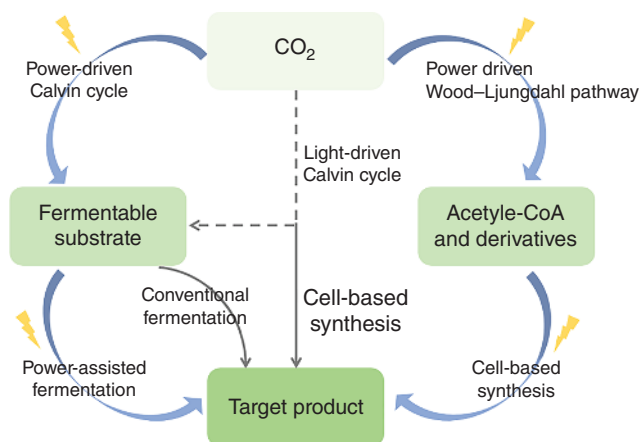 CO2
Power-driven
Calvin cycle
Power driven
Wood–Ljungdahl pathway
Light-driven
Calvin cycle
Fermentable
substrate
Acetyle-CoA
and derivatives
Conventional
fermentation
Cell-based
synthesis
Power-assisted
fermentation
Cell-based
synthesis
Target product